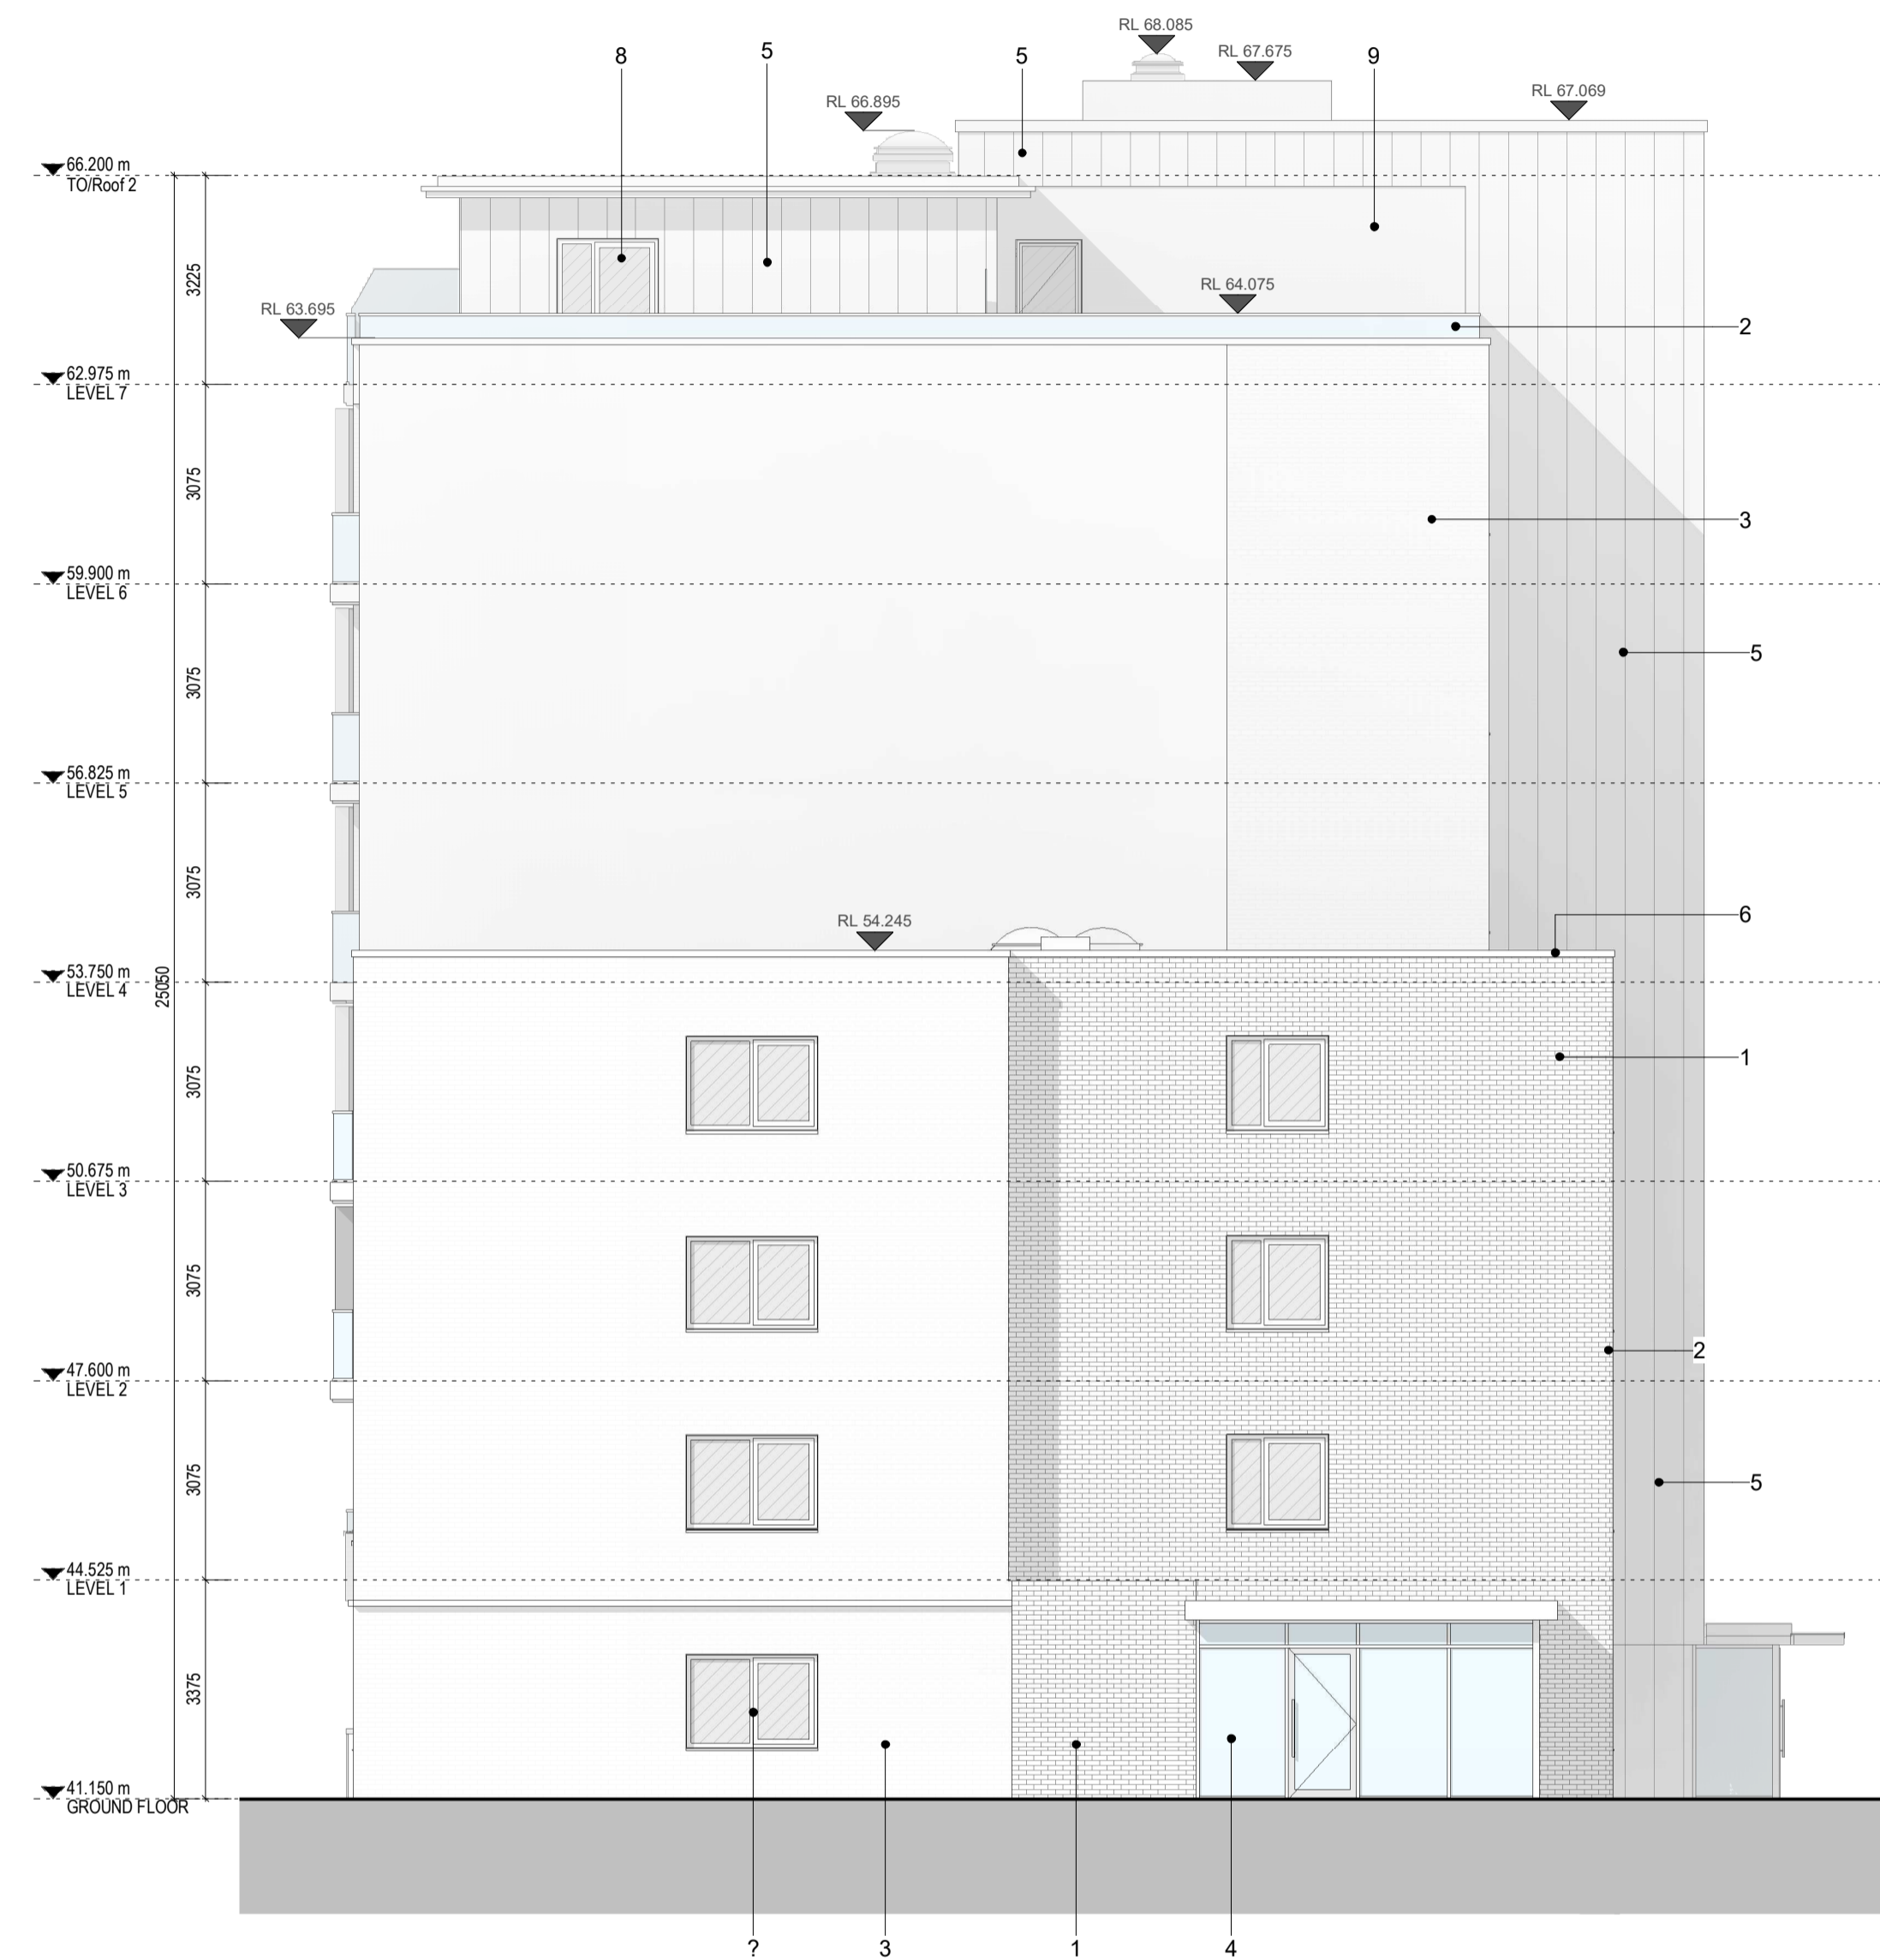 RL 68.085
8
5
5
RL 67.675
9
RL 66.895
RL 67.069
66.200 m
TO/Roof 2
3225
RL 63.695
RL 64.075
2
62.975 m
LEVEL 7
3075
3
59.900 m
LEVEL 6
3075
5
56.825 m
LEVEL 5
3075
RL 54.245
6
53.750 m
LEVEL 4
25050
3075
1
50.675 m
LEVEL 3
3075
2
47.600 m
LEVEL 2
3075
5
44.525 m
LEVEL 1
3375
41.150 m
GROUND FLOOR
?
3
1
4